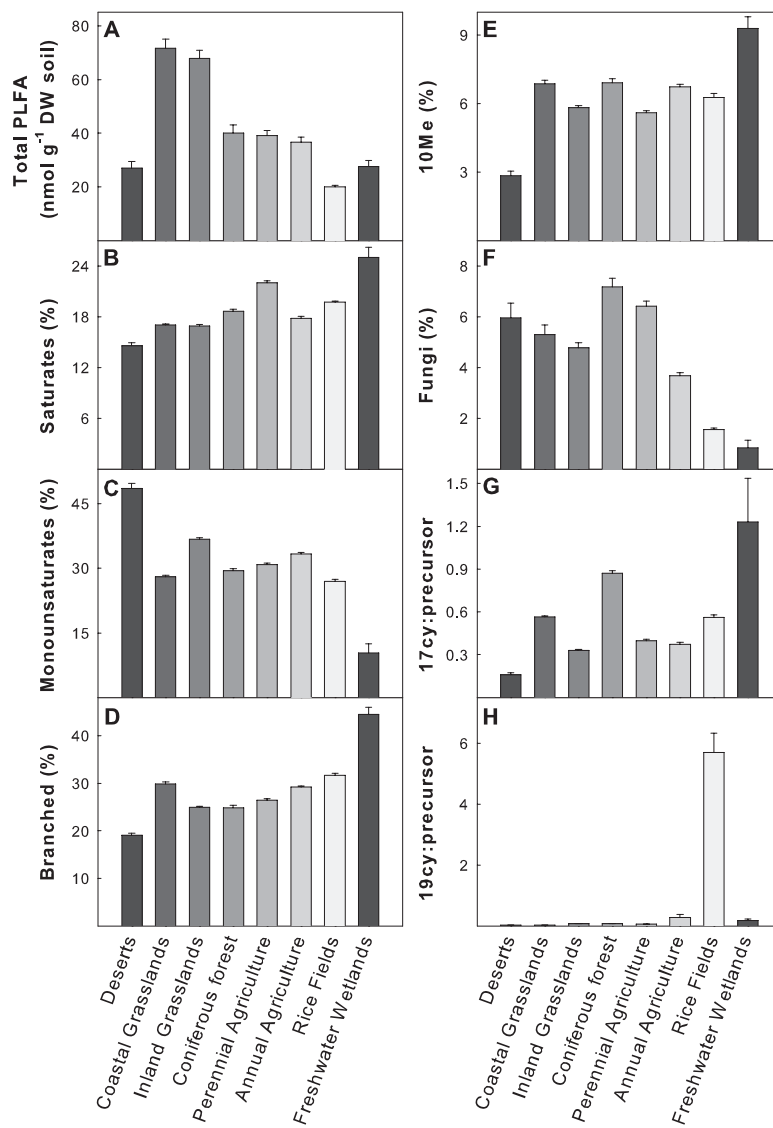 A
Total PLFA
(nmol g⁻¹ DW soil)
80
60
40
20
B
Saturates (%)
24
18
12
6
C
Monounsaturates (%)
45
30
15
D
Branched (%)
40
30
20
10
Deserts
Coastal Grasslands
Inland Grasslands
Coniferous forest
Perennial Agriculture
Annual Agriculture
Rice Fields
Freshwater Wetlands
E
10Me (%)
9
6
3
F
Fungi (%)
8
6
4
2
G
17cy:precursor
1.5
1.2
0.9
0.6
0.3
H
19cy:precursor
6
4
2
Deserts
Coastal Grasslands
Inland Grasslands
Coniferous forest
Perennial Agriculture
Annual Agriculture
Rice Fields
Freshwater Wetlands